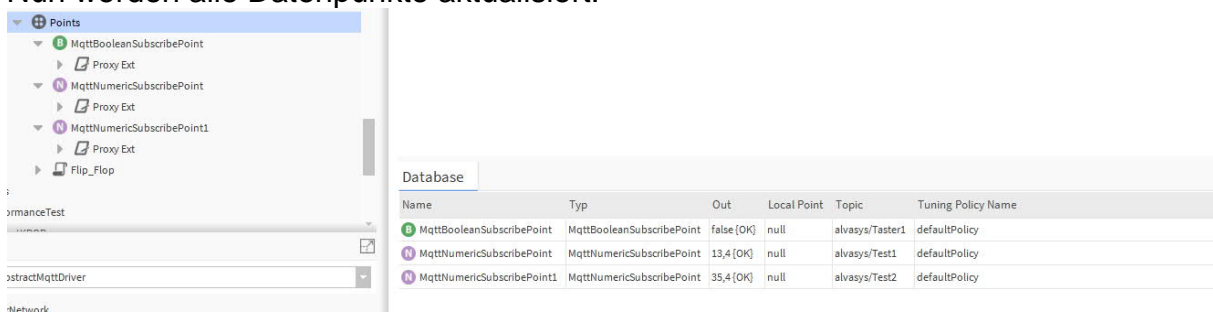 Nun werden alle Datenpunkte aktualisiert.
Points
MqttBooleanSubscribePoint
Proxy Ext
MqttNumericSubscribePoint
Proxy Ext
MqttNumericSubscribePoint1
Proxy Ext
Flip_Flop
ormanceTest
ostractMqttDriver
Network
Database
Name Typ Out Local Point Topic Tuning Policy Name
B MqttBooleanSubscribePoint MqttBooleanSubscribePoint false {OK} null alvasys/Taster1 defaultPolicy
N MqttNumericSubscribePoint MqttNumericSubscribePoint 13,4 {OK} null alvasys/Test1 defaultPolicy
N MqttNumericSubscribePoint1 MqttNumericSubscribePoint 35,4 {OK} null alvasys/Test2 defaultPolicy